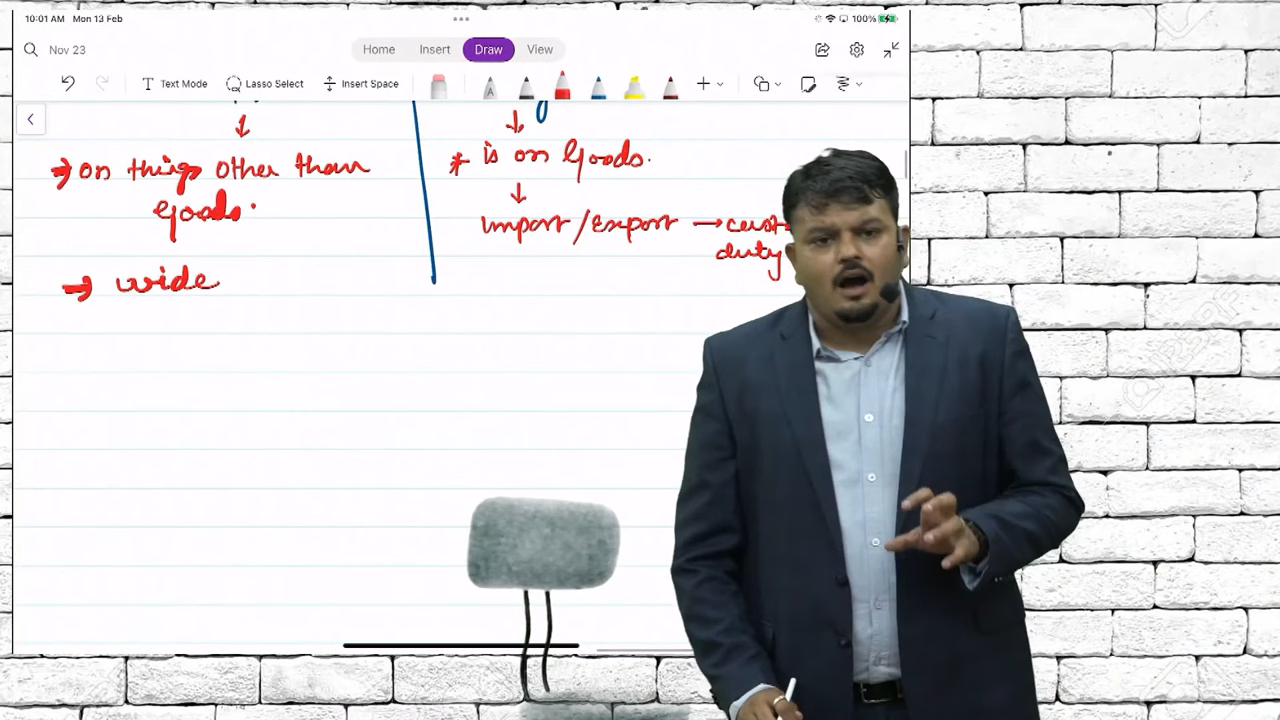 10:01 AM Mon 13 Feb
100%
Nov 23
Home Insert Draw View
Text Mode Lasso Select Insert Space
→ on things other than
Goods.
→ wide
* is on Goods.
Import/Export →
duty